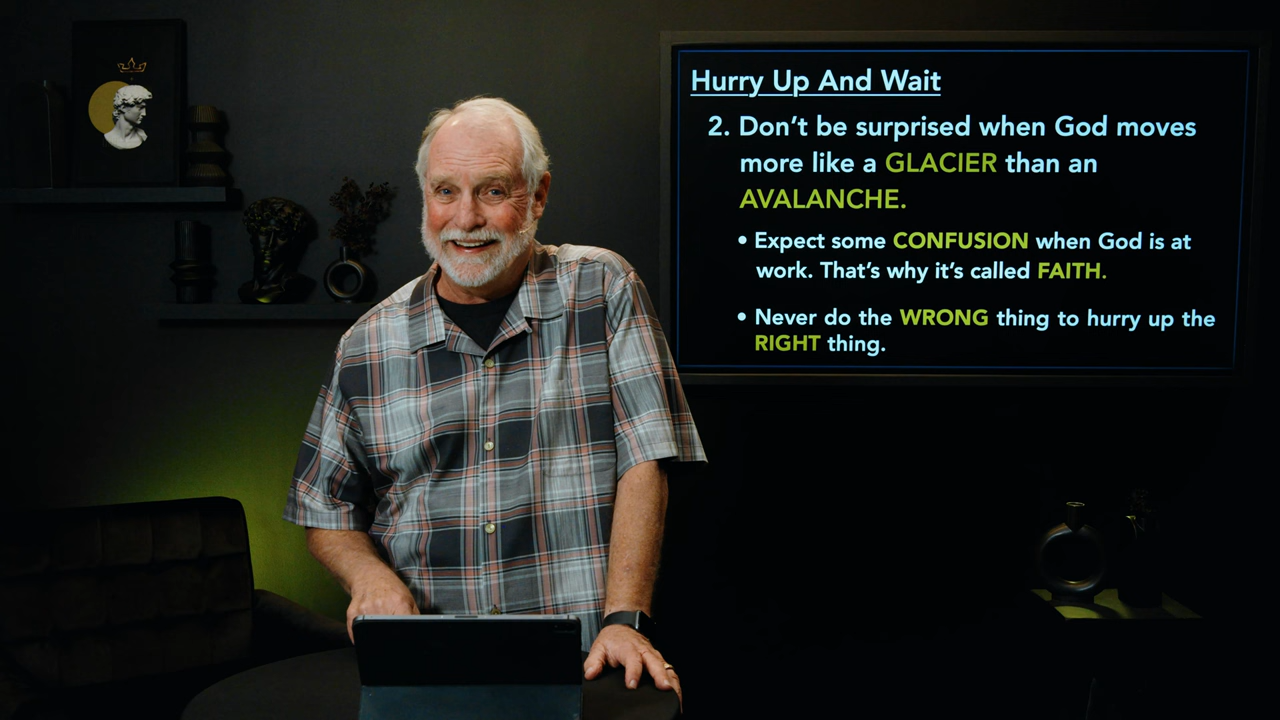 Hurry Up And Wait
2. Don't be surprised when God moves
more like a GLACIER than an
AVALANCHE.
• Expect some CONFUSION when God is at
work. That's why it's called FAITH.
• Never do the WRONG thing to hurry up the
RIGHT thing.